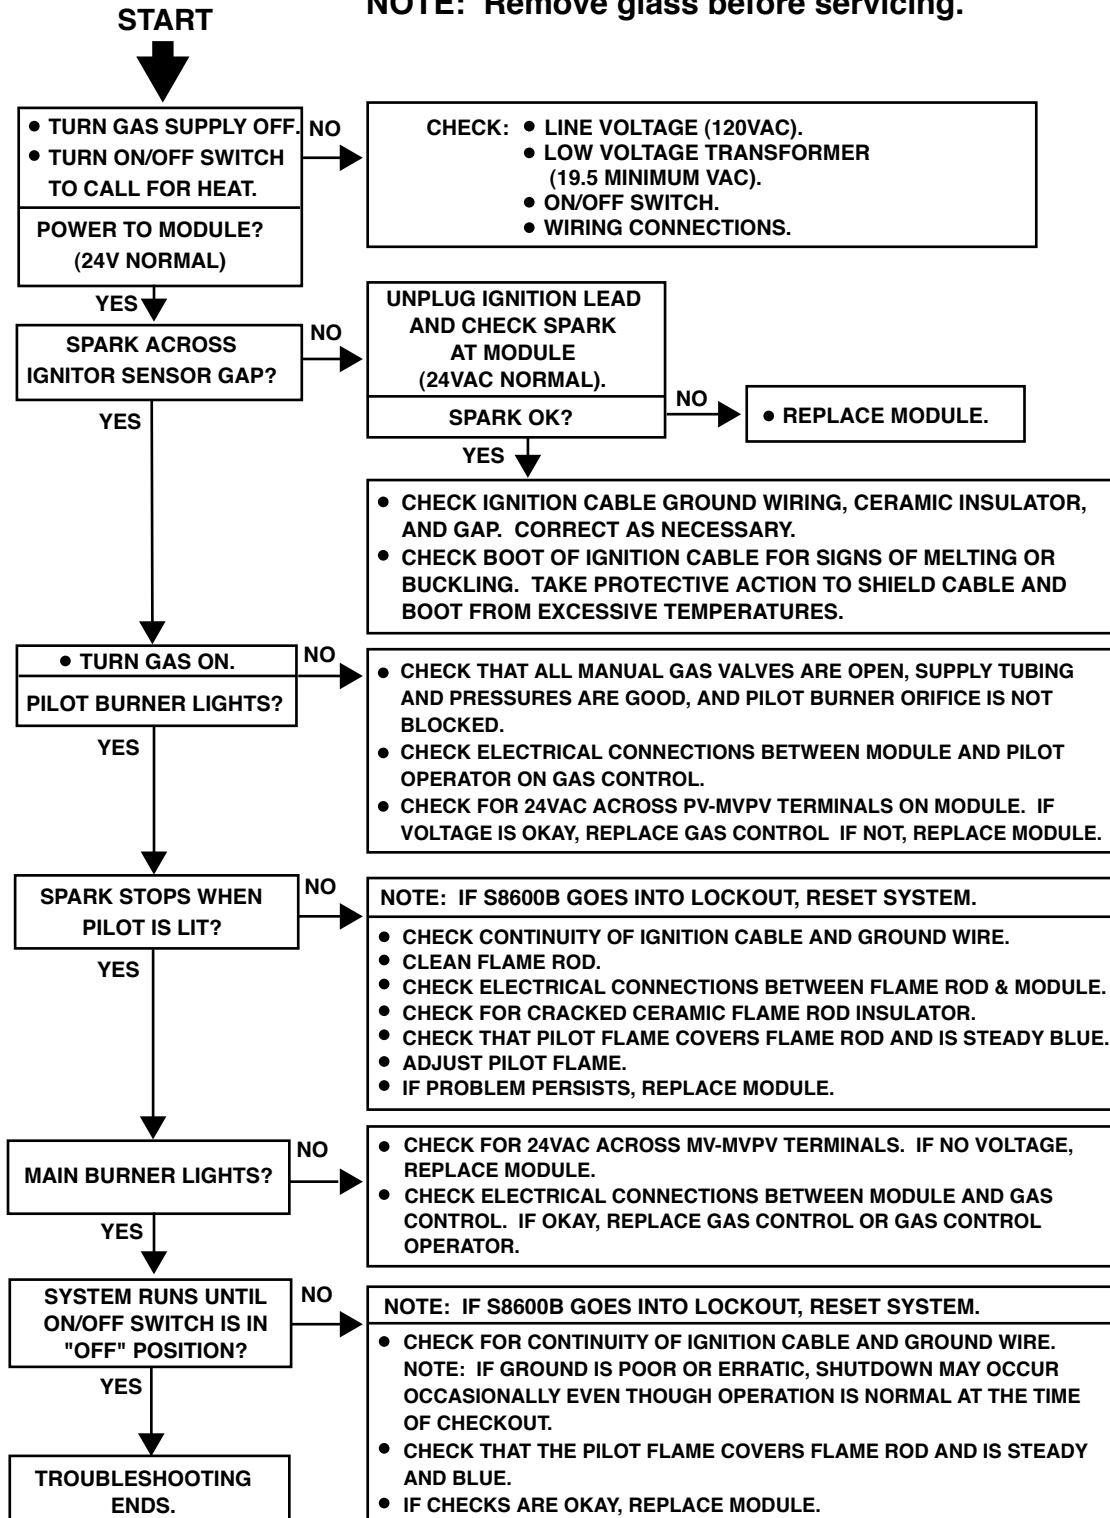 NOTE: Remove glass before servicing.
START
• TURN GAS SUPPLY OFF.
• TURN ON/OFF SWITCH
TO CALL FOR HEAT.
POWER TO MODULE?
(24V NORMAL)
NO
CHECK: • LINE VOLTAGE (120VAC).
• LOW VOLTAGE TRANSFORMER
(19.5 MINIMUM VAC).
• ON/OFF SWITCH.
• WIRING CONNECTIONS.
YES
SPARK ACROSS
IGNITOR SENSOR GAP?
NO
UNPLUG IGNITION LEAD
AND CHECK SPARK
AT MODULE
(24VAC NORMAL).
SPARK OK?
NO
• REPLACE MODULE.
YES
• CHECK IGNITION CABLE GROUND WIRING, CERAMIC INSULATOR,
AND GAP. CORRECT AS NECESSARY.
• CHECK BOOT OF IGNITION CABLE FOR SIGNS OF MELTING OR
BUCKLING. TAKE PROTECTIVE ACTION TO SHIELD CABLE AND
BOOT FROM EXCESSIVE TEMPERATURES.
YES
• TURN GAS ON.
PILOT BURNER LIGHTS?
NO
• CHECK THAT ALL MANUAL GAS VALVES ARE OPEN, SUPPLY TUBING
AND PRESSURES ARE GOOD, AND PILOT BURNER ORIFICE IS NOT
BLOCKED.
• CHECK ELECTRICAL CONNECTIONS BETWEEN MODULE AND PILOT
OPERATOR ON GAS CONTROL.
• CHECK FOR 24VAC ACROSS PV-MVPV TERMINALS ON MODULE. IF
VOLTAGE IS OKAY, REPLACE GAS CONTROL IF NOT, REPLACE MODULE.
YES
SPARK STOPS WHEN
PILOT IS LIT?
NO
NOTE: IF S8600B GOES INTO LOCKOUT, RESET SYSTEM.
• CHECK CONTINUITY OF IGNITION CABLE AND GROUND WIRE.
• CLEAN FLAME ROD.
• CHECK ELECTRICAL CONNECTIONS BETWEEN FLAME ROD & MODULE.
• CHECK FOR CRACKED CERAMIC FLAME ROD INSULATOR.
• CHECK THAT PILOT FLAME COVERS FLAME ROD AND IS STEADY BLUE.
• ADJUST PILOT FLAME.
• IF PROBLEM PERSISTS, REPLACE MODULE.
YES
MAIN BURNER LIGHTS?
NO
• CHECK FOR 24VAC ACROSS MV-MVPV TERMINALS. IF NO VOLTAGE,
REPLACE MODULE.
• CHECK ELECTRICAL CONNECTIONS BETWEEN MODULE AND GAS
CONTROL. IF OKAY, REPLACE GAS CONTROL OR GAS CONTROL
OPERATOR.
YES
SYSTEM RUNS UNTIL
ON/OFF SWITCH IS IN
"OFF" POSITION?
NO
NOTE: IF S8600B GOES INTO LOCKOUT, RESET SYSTEM.
• CHECK FOR CONTINUITY OF IGNITION CABLE AND GROUND WIRE.
NOTE: IF GROUND IS POOR OR ERRATIC, SHUTDOWN MAY OCCUR
OCCASIONALLY EVEN THOUGH OPERATION IS NORMAL AT THE TIME
OF CHECKOUT.
• CHECK THAT THE PILOT FLAME COVERS FLAME ROD AND IS STEADY
AND BLUE.
• IF CHECKS ARE OKAY, REPLACE MODULE.
YES
TROUBLESHOOTING
ENDS.